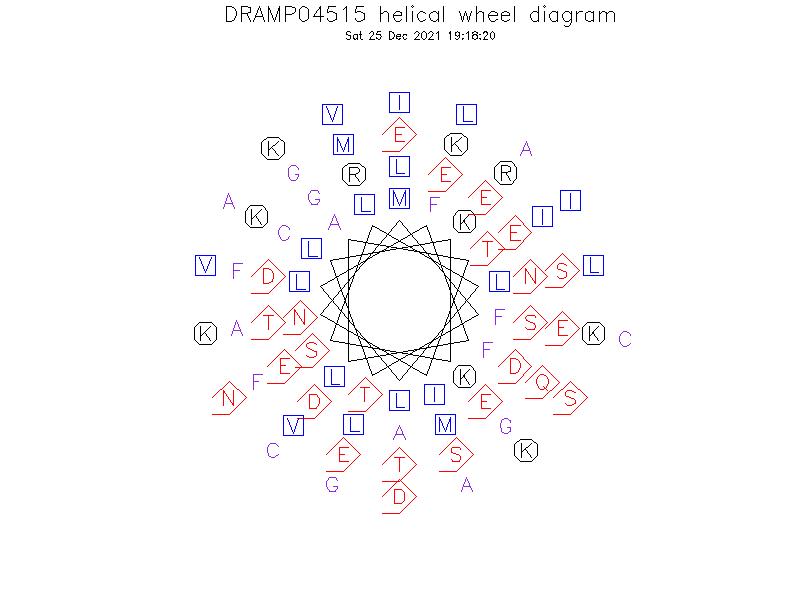 DRAMP04515 helical wheel diagram
Sat 25 Dec 2021 19:18:20
I
V L
E
K M K A
L
G R E R
A G L M F E I
K A K I
C E
L T
V F D L L N S L
K A T N F S E K C
S F
E D
F L K Q
N D T L I E S
V L A M G
C E T S K
G D A